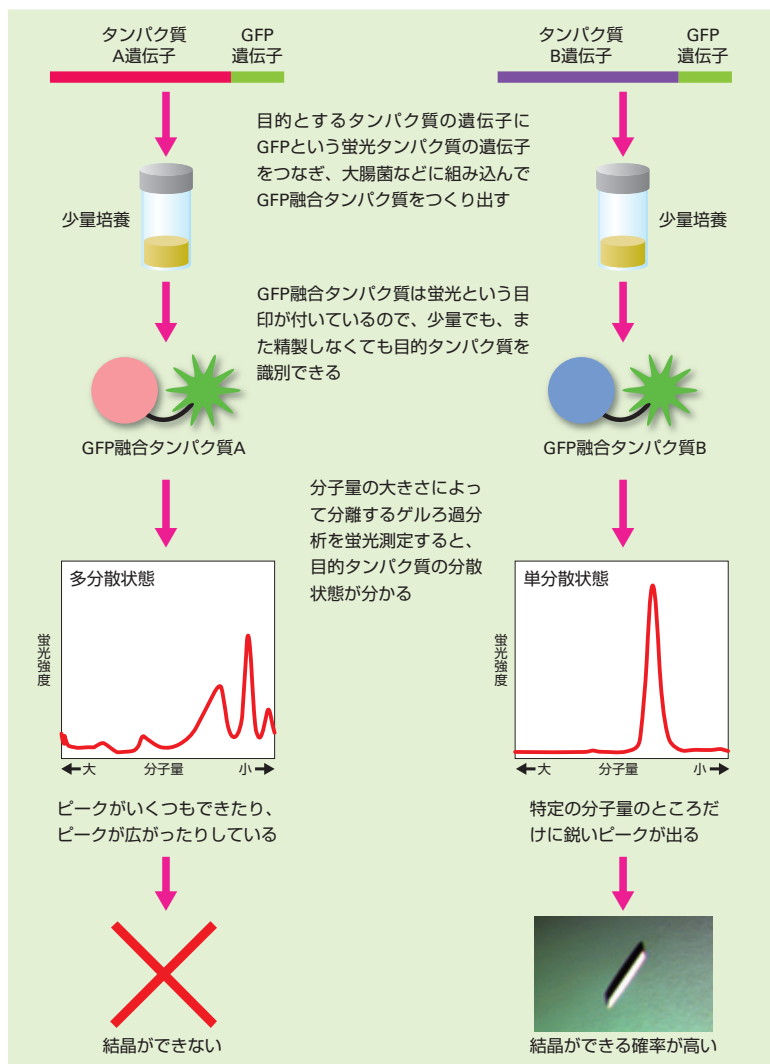 タンパク質
A遺伝子
GFP
遺伝子
タンパク質
B遺伝子
GFP
遺伝子
目的とするタンパク質の遺伝子に
GFPという蛍光タンパク質の遺伝子
をつなぎ、大腸菌などに組み込んで
GFP融合タンパク質をつくり出す
少量培養
少量培養
GFP融合タンパク質は蛍光という目
印が付いているので、少量でも、ま
た精製しなくても目的タンパク質を
識別できる
GFP融合タンパク質A
GFP融合タンパク質B
分子量の大きさによっ
て分離するゲルろ過分
析を蛍光測定すると、
目的タンパク質の分散
状態が分かる
多分散状態
蛍光強度
大 分子量 小
単分散状態
蛍光強度
大 分子量 小
ピークがいくつもできたり、
ピークが広がったりしている
特定の分子量のところだ
けに鋭いピークが出る
結晶ができない
結晶ができる確率が高い